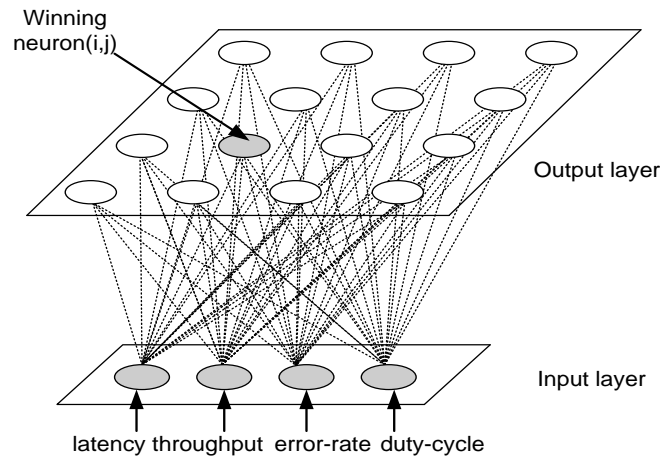 Winning
neuron(i,j)
Output layer
Input layer
latency throughput error-rate duty-cycle